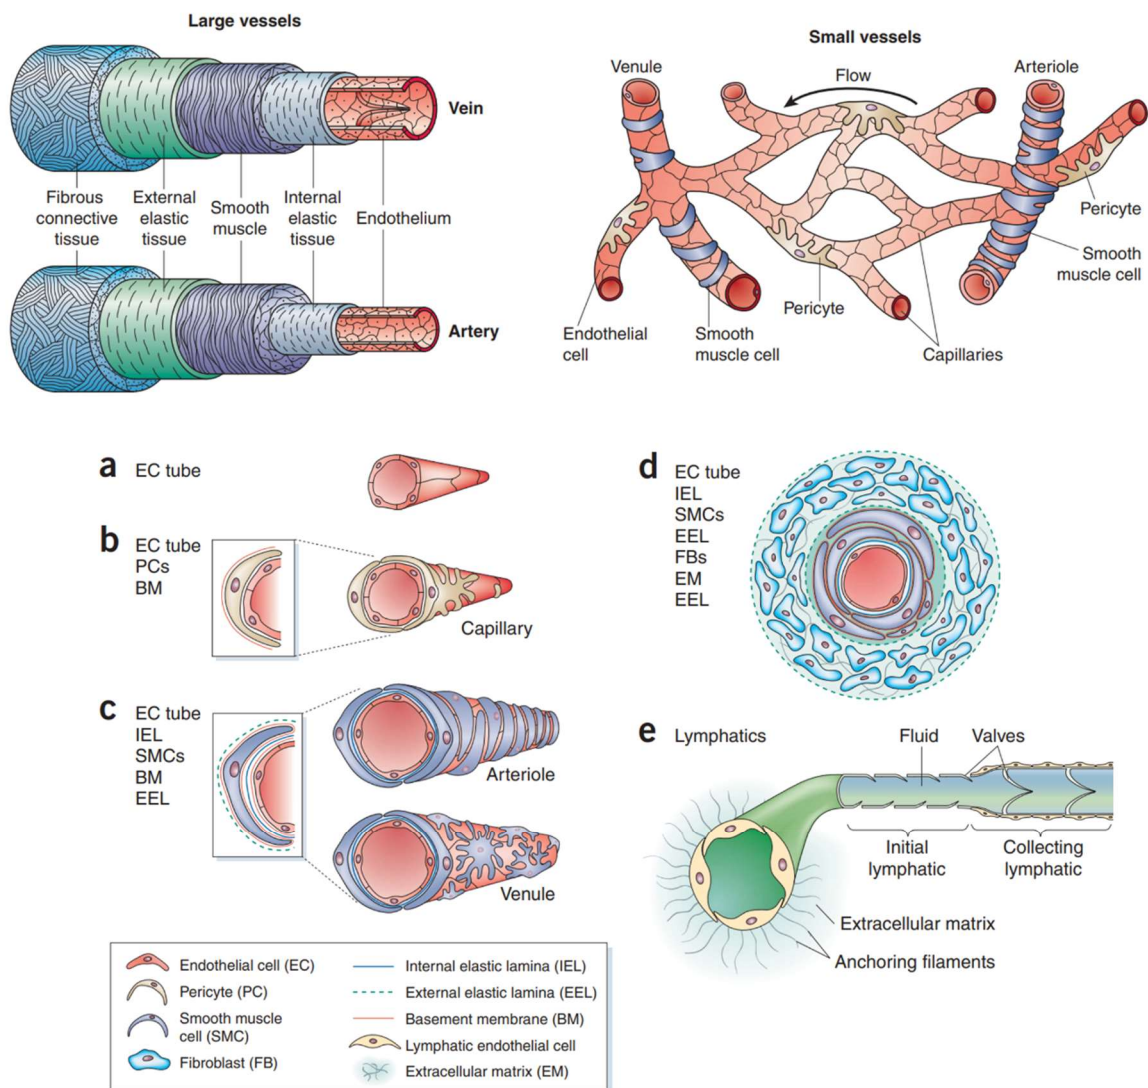 Large vessels
Vein
Fibrous
connective
tissue
External
elastic
tissue
Smooth
muscle
Internal
elastic
tissue
Endothelium
Artery
Small vessels
Venule
Flow
Arteriole
Pericyte
Smooth
muscle cell
Pericyte
Endothelial
cell
Smooth
muscle cell
Capillaries
a
EC tube
b
EC tube
PCs
BM
Capillary
c
EC tube
IEL
SMCs
BM
EEL
Arteriole
Venule
d
EC tube
IEL
SMCs
EEL
FBs
EM
EEL
e
Lymphatics
Fluid
Valves
Initial
lymphatic
Collecting
lymphatic
Extracellular matrix
Anchoring filaments
Endothelial cell (EC)
Pericyte (PC)
Smooth muscle
cell (SMC)
Fibroblast (FB)
Internal elastic lamina (IEL)
External elastic lamina (EEL)
Basement membrane (BM)
Lymphatic endothelial cell
Extracellular matrix (EM)